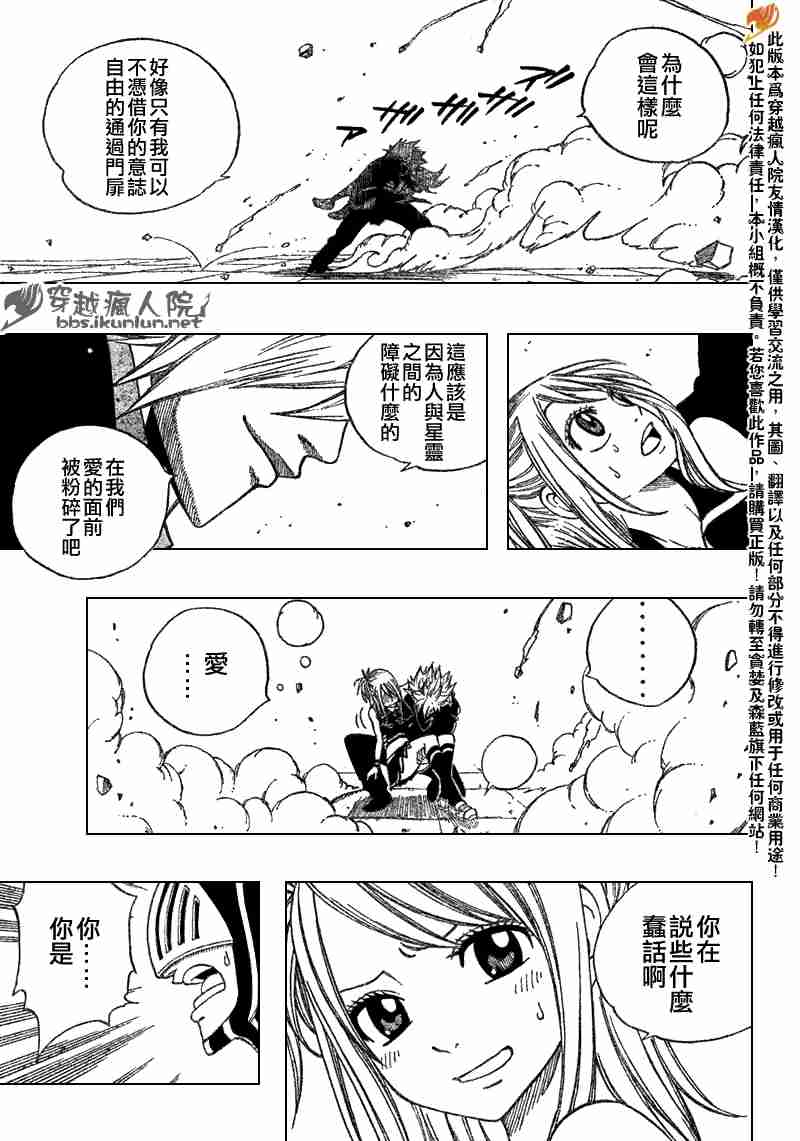 為什麼
會這樣呢
好像只有我可以
不憑借你的意誌
自由的通過門扉
穿越瘋人院
bbs.ikunlun.net
這應該是
因為人與星靈
之間的
障礙什麼的
在我們
愛的面前
被粉碎了吧
⋯⋯
愛
⋯⋯
你在
說些什麼
蠢話啊
你⋯⋯
你是
此版本爲穿越瘋人院友情漢化，僅供學習交流之用，其圖、翻譯以及任何部分不得進行修改或用于任何商業用途！
如犯上任何法律責任，本小組概不負責。若您喜歡此作品，請購買正版！請勿轉至貪婪及森藍旗下任何網站！